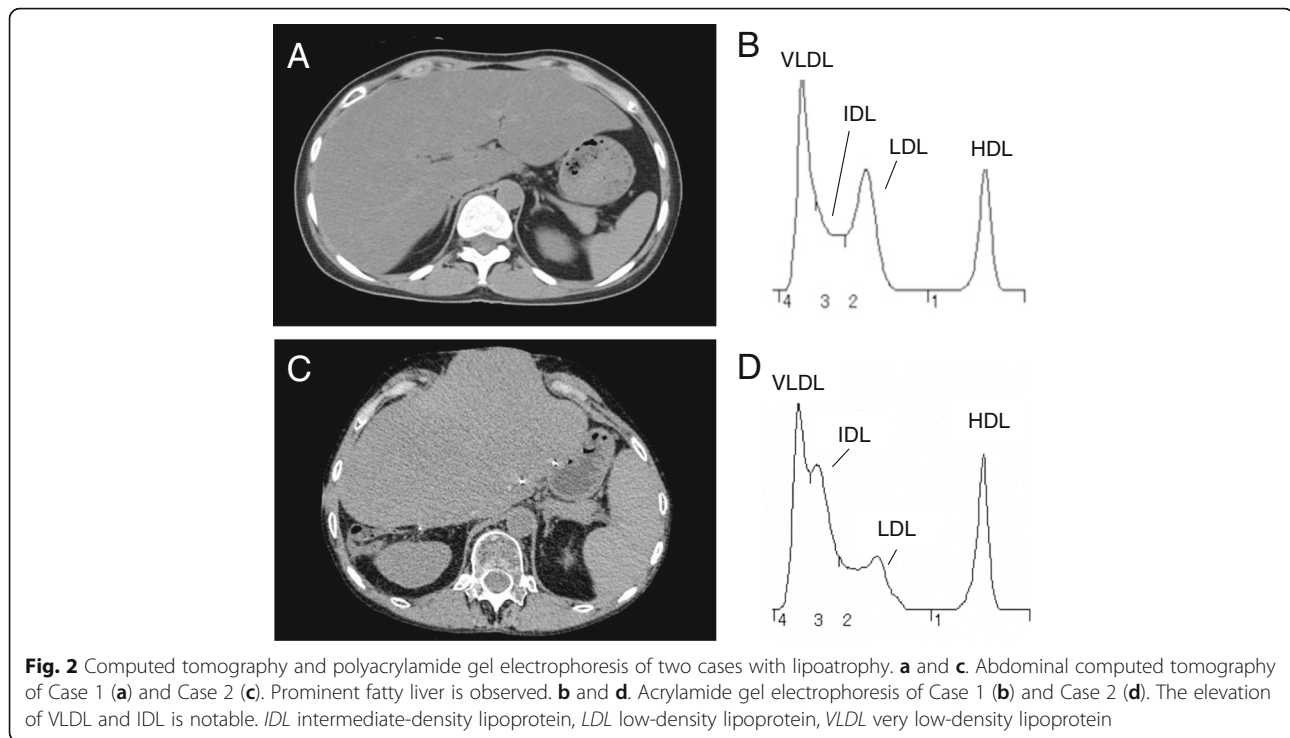 A
B
VLDL
IDL
LDL
HDL
4 3 2 1
C
D
VLDL
IDL
HDL
LDL
4 3 2 1
Fig. 2 Computed tomography and polyacrylamide gel electrophoresis of two cases with lipoatrophy. a and c. Abdominal computed tomography
of Case 1 (a) and Case 2 (c). Prominent fatty liver is observed. b and d. Acrylamide gel electrophoresis of Case 1 (b) and Case 2 (d). The elevation
of VLDL and IDL is notable. IDL intermediate-density lipoprotein, LDL low-density lipoprotein, VLDL very low-density lipoprotein